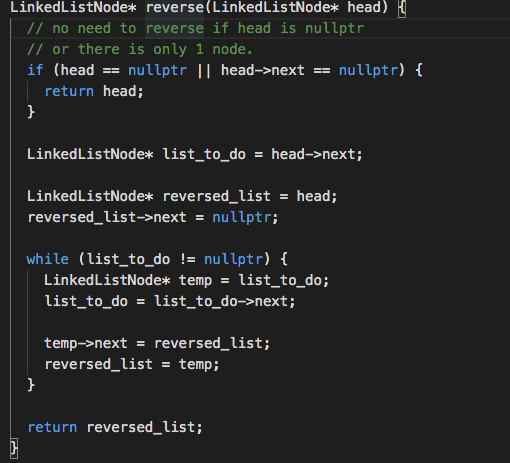 LinkedListNode* reverse(LinkedListNode* head) {
  // no need to reverse if head is nullptr
  // or there is only 1 node.
  if (head == nullptr || head->next == nullptr) {
    return head;
  }

  LinkedListNode* list_to_do = head->next;

  LinkedListNode* reversed_list = head;
  reversed_list->next = nullptr;

  while (list_to_do != nullptr) {
    LinkedListNode* temp = list_to_do;
    list_to_do = list_to_do->next;

    temp->next = reversed_list;
    reversed_list = temp;
  }

  return reversed_list;
}